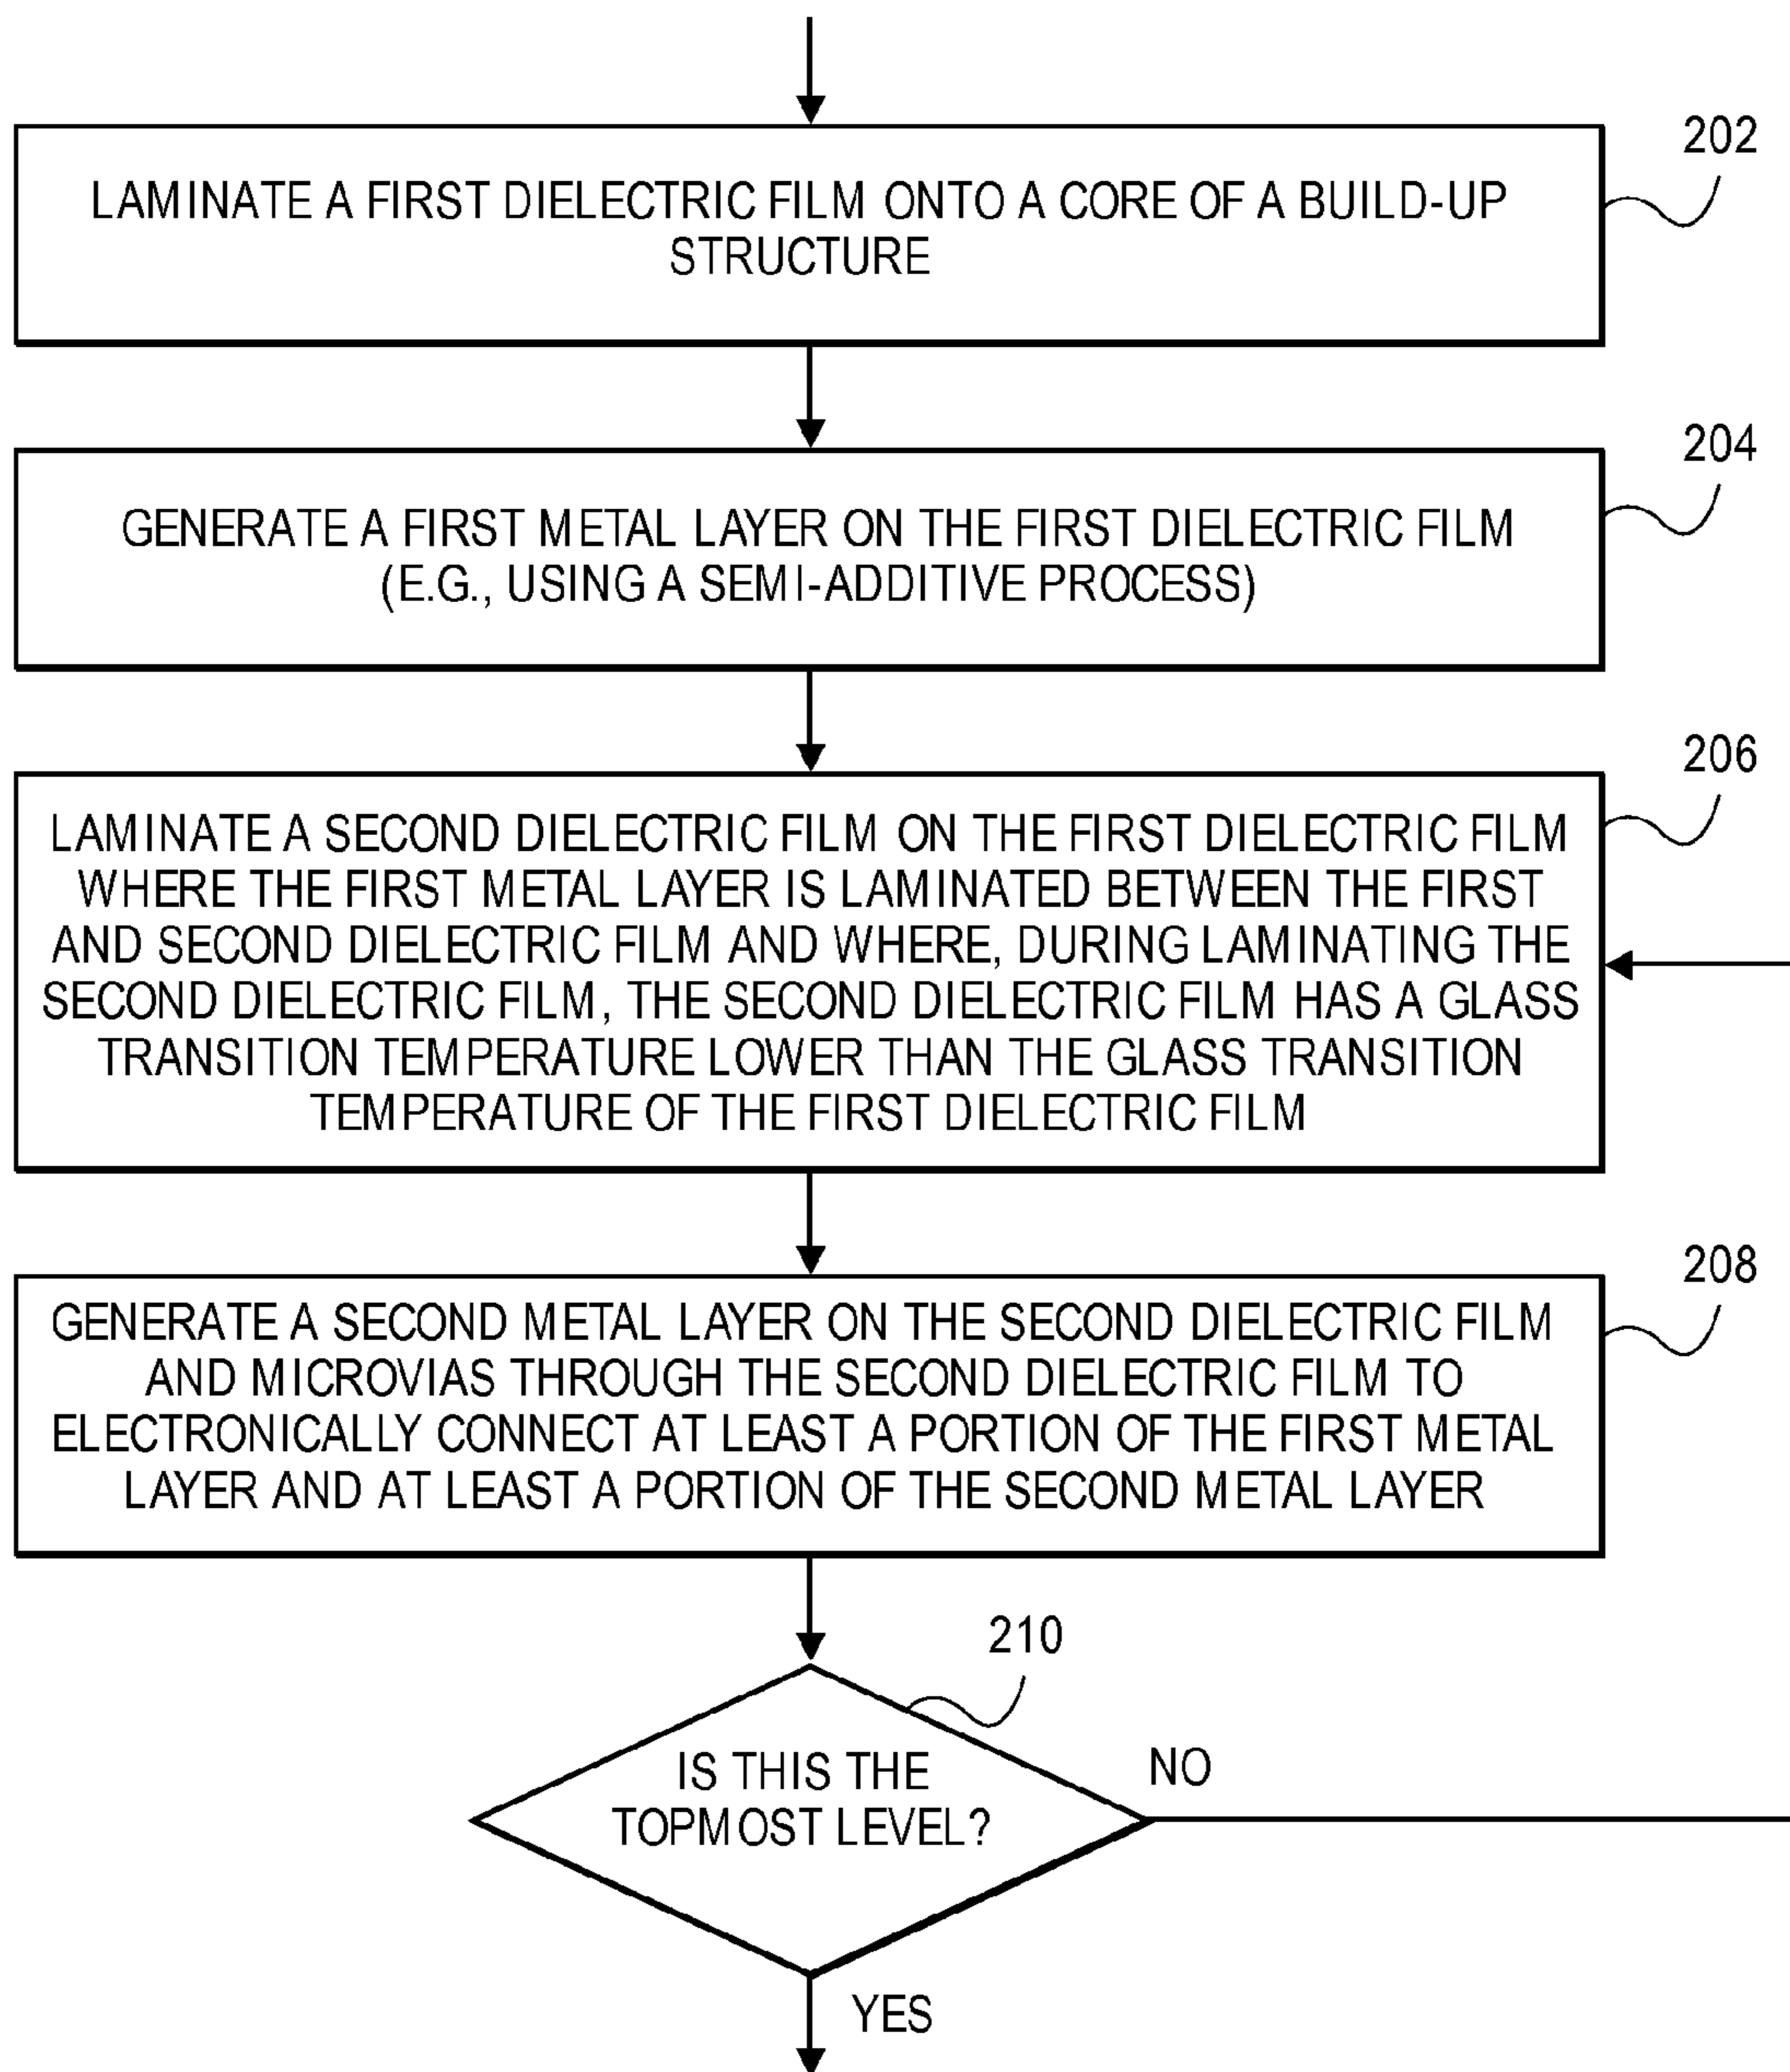 202
LAMINATE A FIRST DIELECTRIC FILM ONTO A CORE OF A BUILD-UP
STRUCTURE
204
GENERATE A FIRST METAL LAYER ON THE FIRST DIELECTRIC FILM
(E.G., USING A SEMI-ADDITIVE PROCESS)
206
LAMINATE A SECOND DIELECTRIC FILM ON THE FIRST DIELECTRIC FILM
WHERE THE FIRST METAL LAYER IS LAMINATED BETWEEN THE FIRST
AND SECOND DIELECTRIC FILM AND WHERE, DURING LAMINATING THE
SECOND DIELECTRIC FILM, THE SECOND DIELECTRIC FILM HAS A GLASS
TRANSITION TEMPERATURE LOWER THAN THE GLASS TRANSITION
TEMPERATURE OF THE FIRST DIELECTRIC FILM
208
GENERATE A SECOND METAL LAYER ON THE SECOND DIELECTRIC FILM
AND MICROVIAS THROUGH THE SECOND DIELECTRIC FILM TO
ELECTRONICALLY CONNECT AT LEAST A PORTION OF THE FIRST METAL
LAYER AND AT LEAST A PORTION OF THE SECOND METAL LAYER
210
IS THIS THE
TOPMOST LEVEL?
NO
YES